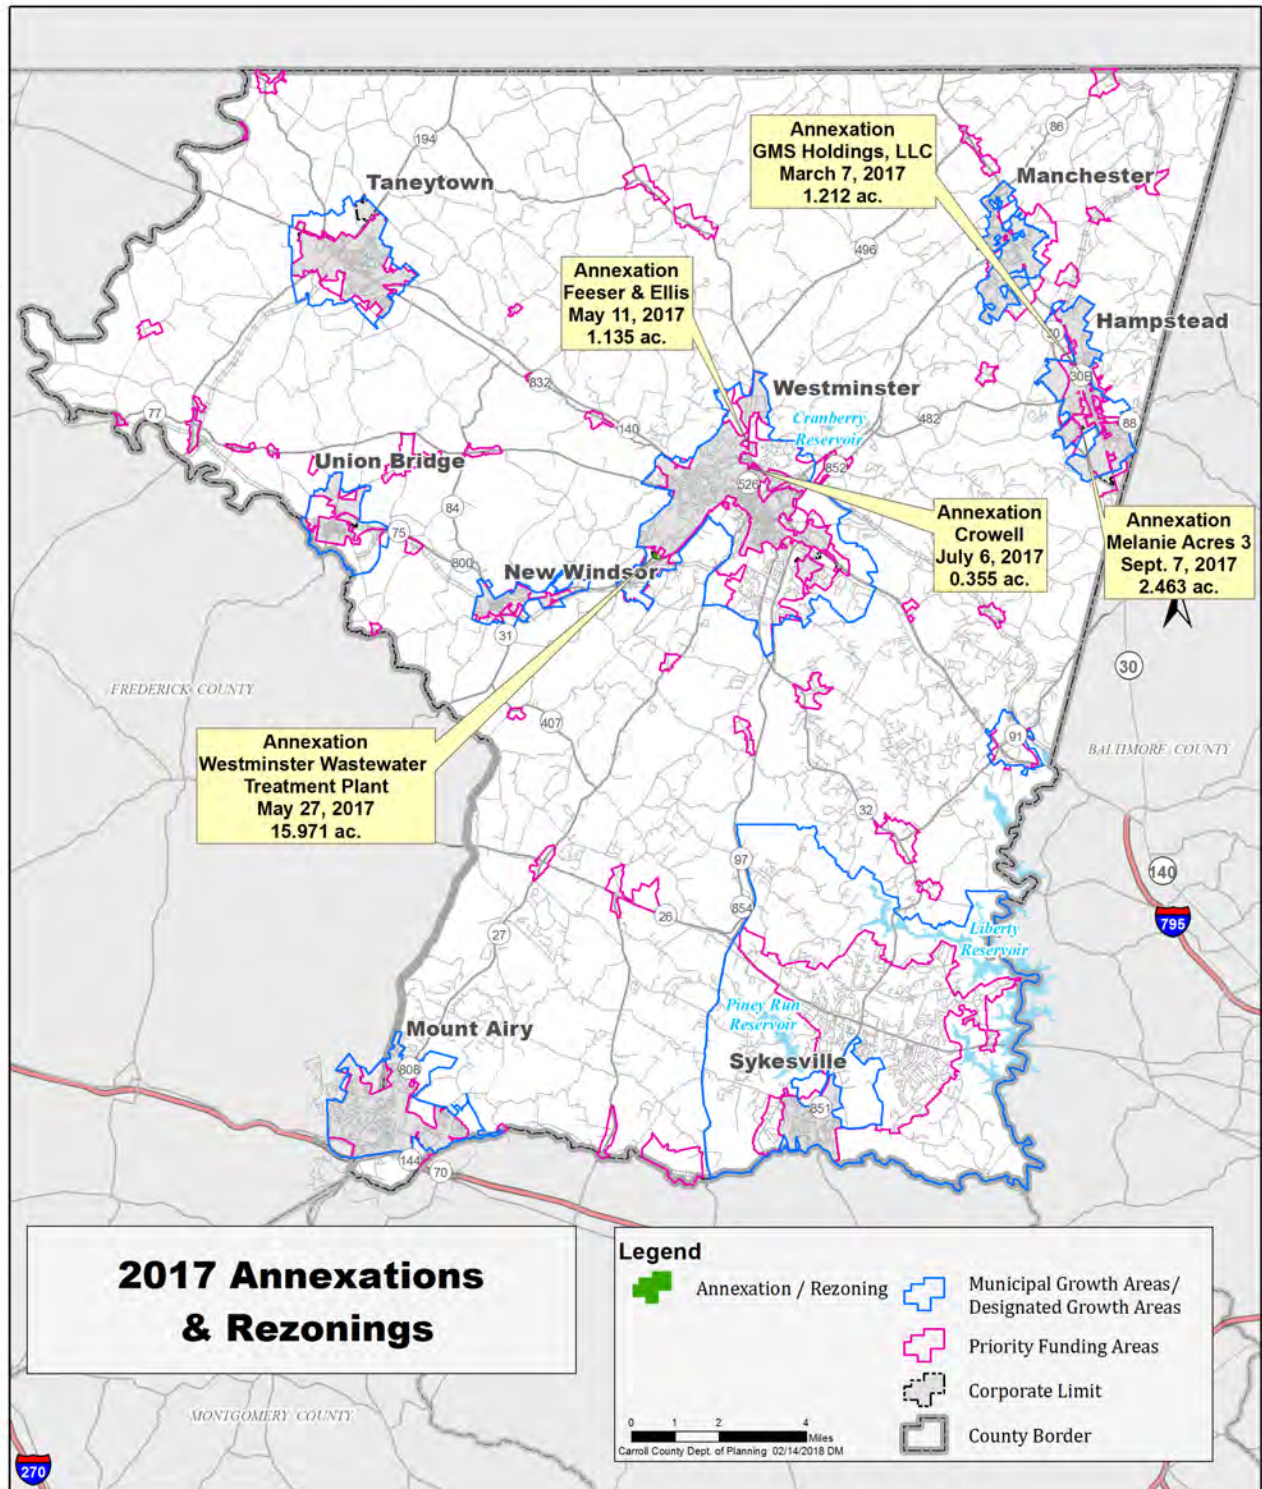 194
86
Annexation
GMS Holdings, LLC
March 7, 2017
1.212 ac.
Manchester
Taneytown
496
Annexation
Feeser & Ellis
May 11, 2017
1.135 ac.
Hampstead
30
30B
Westminster
832
Cranberry
Reservoir
482
88
77
140
852
Union Bridge
526
84
75
Annexation
Crowell
July 6, 2017
0.355 ac.
Annexation
Melanie Acres 3
Sept. 7, 2017
2.463 ac.
800
New Windsor
31
30
FREDERICK COUNTY
407
91
BALTIMORE COUNTY
Annexation
Westminster Wastewater
Treatment Plant
May 27, 2017
15.971 ac.
32
97
140
854
26
795
27
Liberty
Reservoir
Piney Run
Reservoir
Mount Airy
Sykesville
808
851
144
70
2017 Annexations
& Rezonings
Legend
Annexation / Rezoning
Municipal Growth Areas/
Designated Growth Areas
Priority Funding Areas
Corporate Limit
County Border
0 1 2 4
Miles
Carroll County Dept. of Planning 02/14/2018 DM
MONTGOMERY COUNTY
270